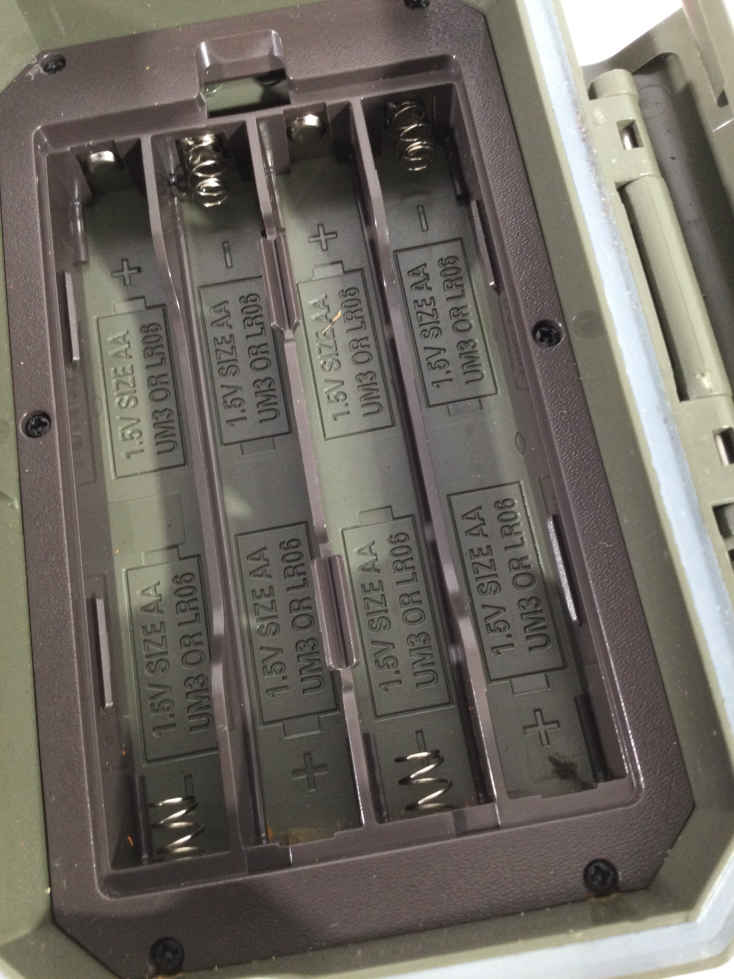 +
1.5V SIZE AA
UM3 OR LR06
1.5V SIZE AA
UM3 OR LR06
-
-
1.5V SIZE AA
UM3 OR LR06
1.5V SIZE AA
UM3 OR LR06
+
+
1.5V SIZE AA
UM3 OR LR06
1.5V SIZE AA
UM3 OR LR06
-
-
1.5V SIZE AA
UM3 OR LR06
1.5V SIZE AA
UM3 OR LR06
+